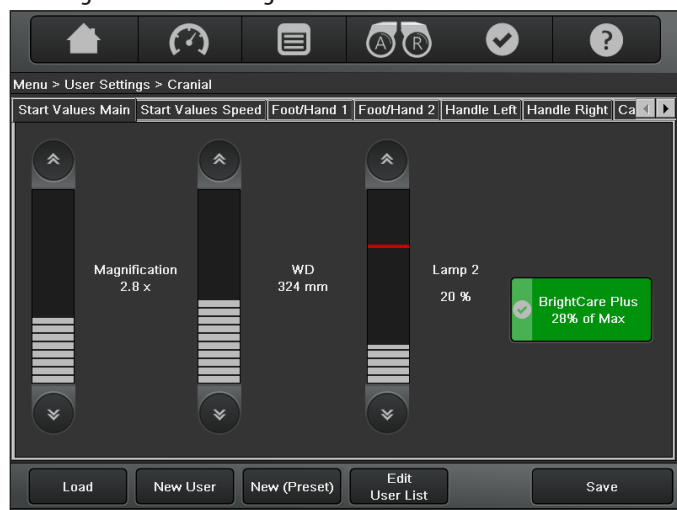 A R ?
Menu > User Settings > Cranial
Start Values Main Start Values Speed Foot/Hand 1 Foot/Hand 2 Handle Left Handle Right Ca
Magnification
2.8 x
WD
324 mm
Lamp 2
20 %
BrightCare Plus
28% of Max
Load
New User
New (Preset)
Edit
User List
Save